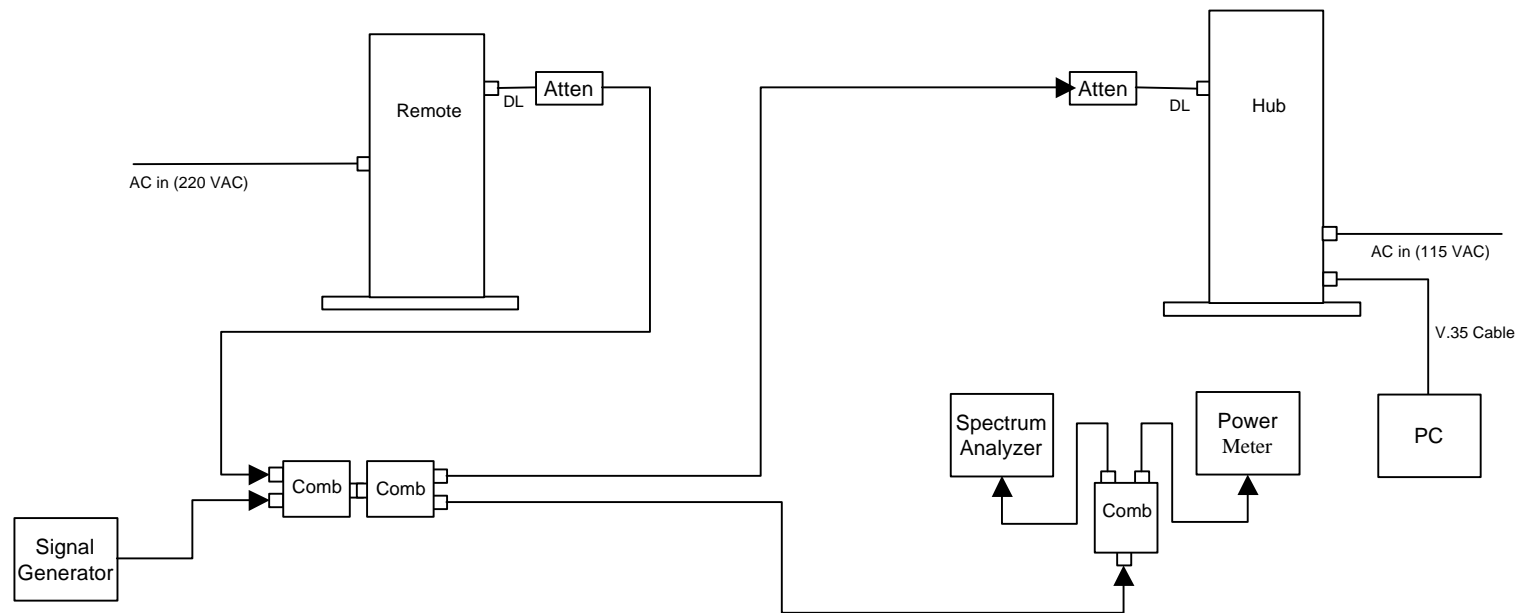 Remote
DL
Atten
AC in (220 VAC)
Atten
DL
Hub
AC in (115 VAC)
V.35 Cable
PC
Spectrum
Analyzer
Power
Meter
Comb
Comb
Comb
Signal
Generator